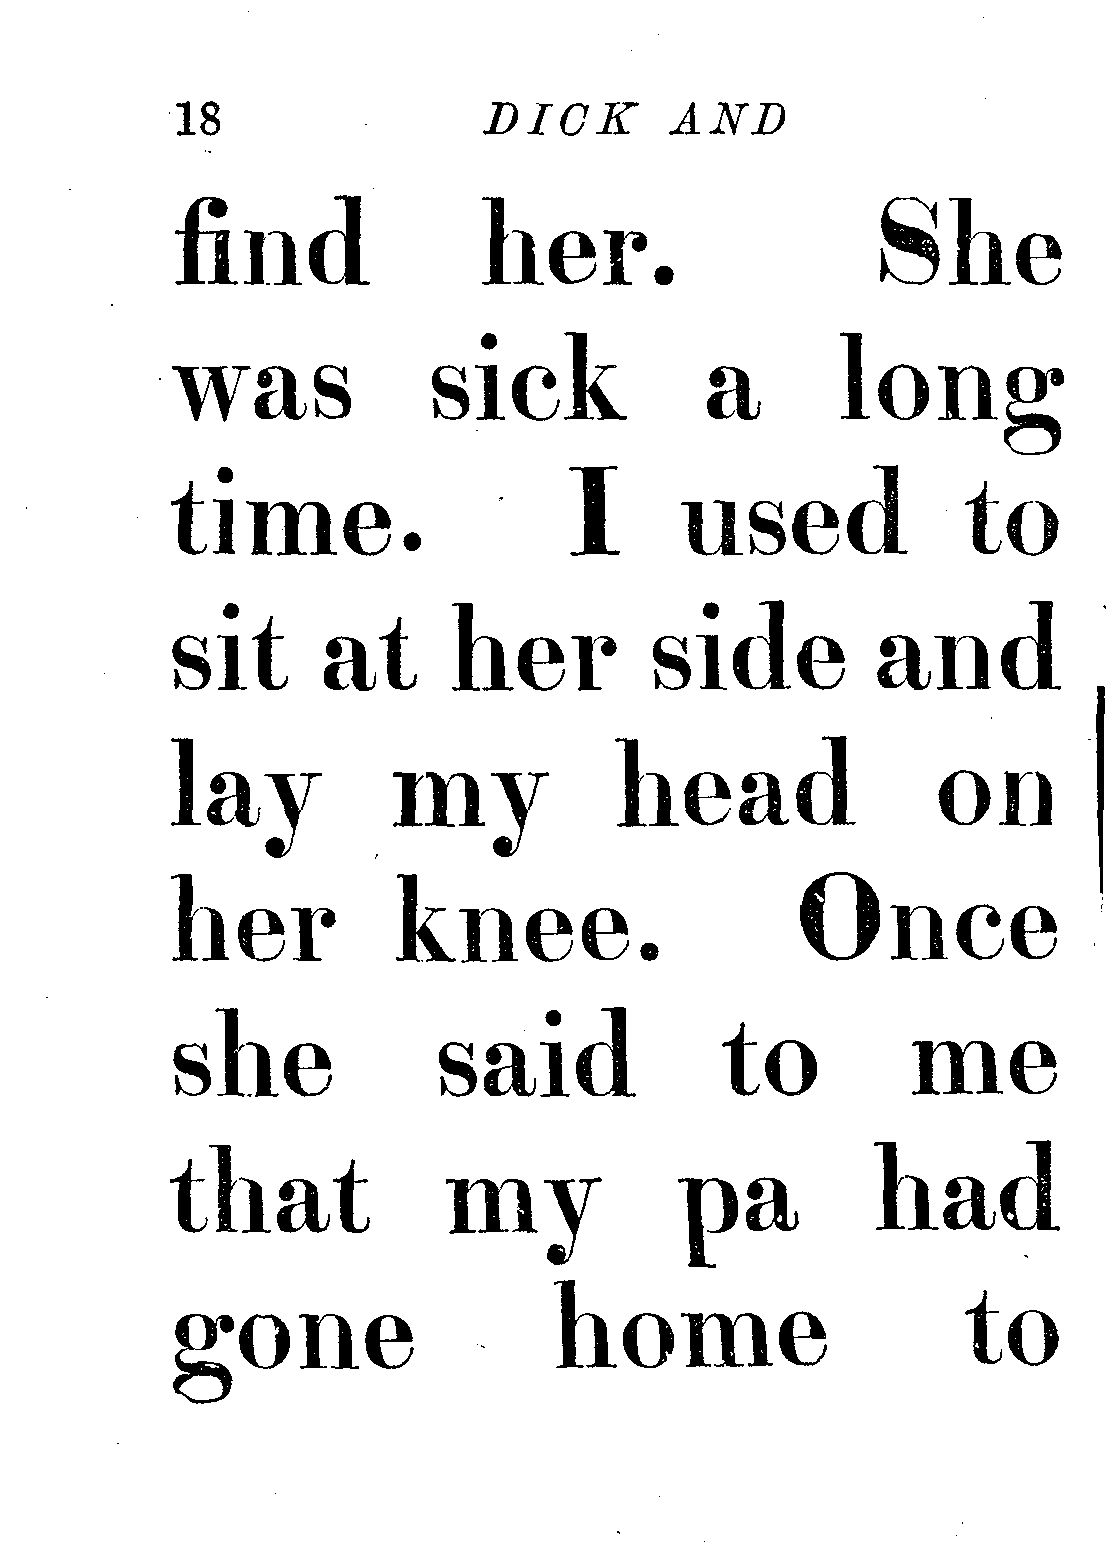 18 DICK AND
find her. She
was sick a long
time. I used to
sit at her side and
lay my head on
her knee. Once
she said to me
that my pa had
gone home to